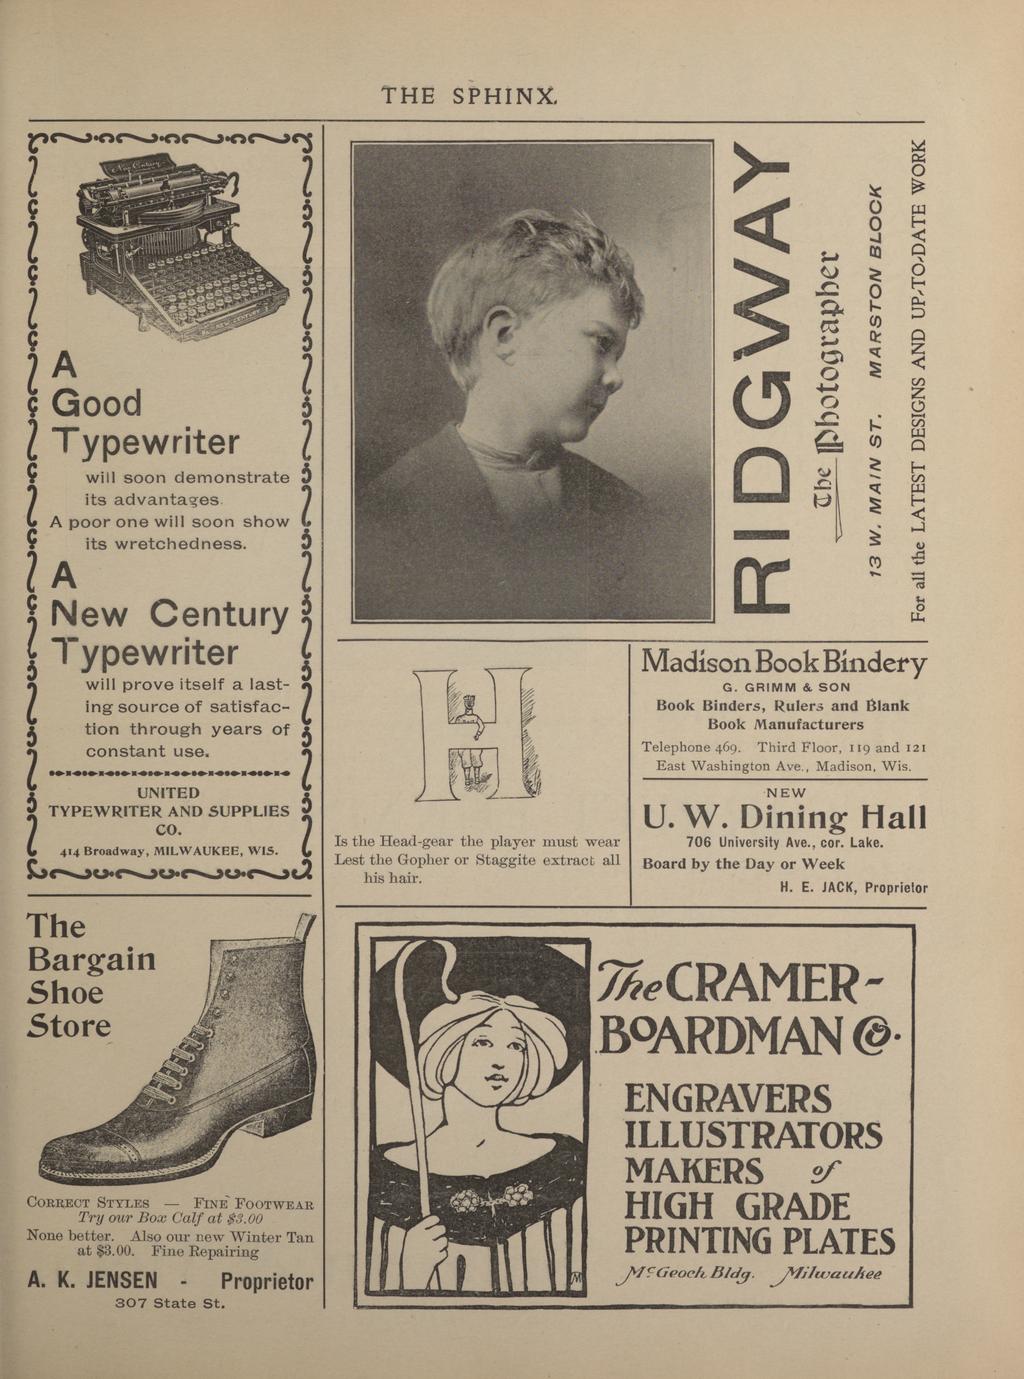 THE SPHINX.
A
Good
Typewriter
will soon demonstrate
its advantages.
A poor one will soon show
its wretchedness.
A
New Century
Typewriter
will prove itself a last-
ing source of satisfac-
tion through years of
constant use.
UNITED
TYPEWRITER AND SUPPLIES
CO.
414 Broadway, MILWAUKEE, WIS.
The
Bargain
Shoe
Store
CORRECT STYLES — FINE FOOTWEAR
Try our Box Calf at $3.00
None better. Also our new Winter Tan
at $3.00. Fine Repairing
A. K. JENSEN - Proprietor
307 State St.
RIDGWAY
The Photographer
13 W. MAIN ST. MARSTON BLOCK
For all the LATEST DESIGNS AND UP-TO-DATE WORK
H
Is the Head-gear the player must wear
Lest the Gopher or Staggite extract all
his hair.
Madison Book Bindery
G. GRIMM & SON
Book Binders, Rulers and Blank
Book Manufacturers
Telephone 469. Third Floor, 119 and 121
East Washington Ave., Madison, Wis.
NEW
U. W. Dining Hall
706 University Ave., cor. Lake.
Board by the Day or Week
H. E. JACK, Proprietor
The CRAMER-
BOARDMAN Co.
ENGRAVERS
ILLUSTRATORS
MAKERS of
HIGH GRADE
PRINTING PLATES
McGeoch Bldg. Milwaukee